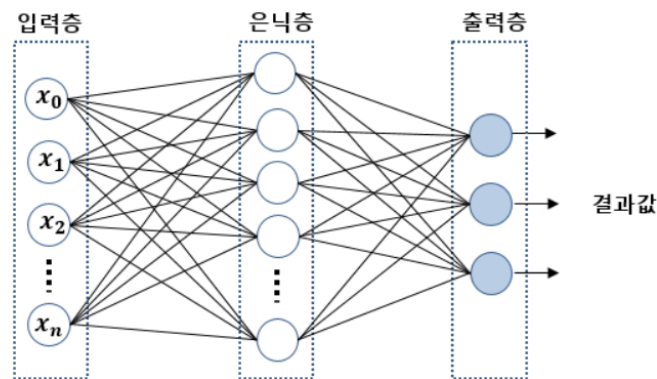 입력층 은닉층 출력층
x₀
x₁
x₂
xₙ
결과값